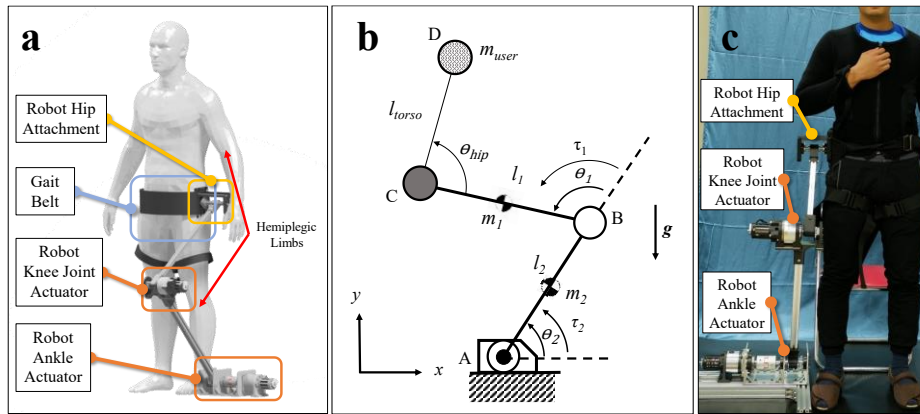 a
Robot Hip
Attachment
Gait
Belt
Robot
Knee Joint
Actuator
Robot
Ankle
Actuator
Hemiplegic
Limbs
b
D
m_user
l_torso
θ_hip
C
l_1
m_1
τ_1
θ_1
B
g
l_2
m_2
τ_2
θ_2
A
y
x
c
Robot Hip
Attachment
Robot
Knee Joint
Actuator
Robot
Ankle
Actuator